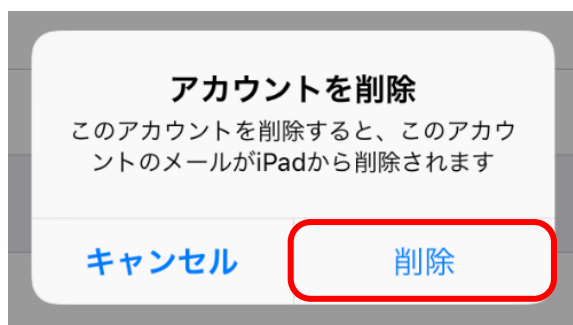 アカウントを削除
このアカウントを削除すると、このアカウ
ントのメールがiPadから削除されます
キャンセル
削除